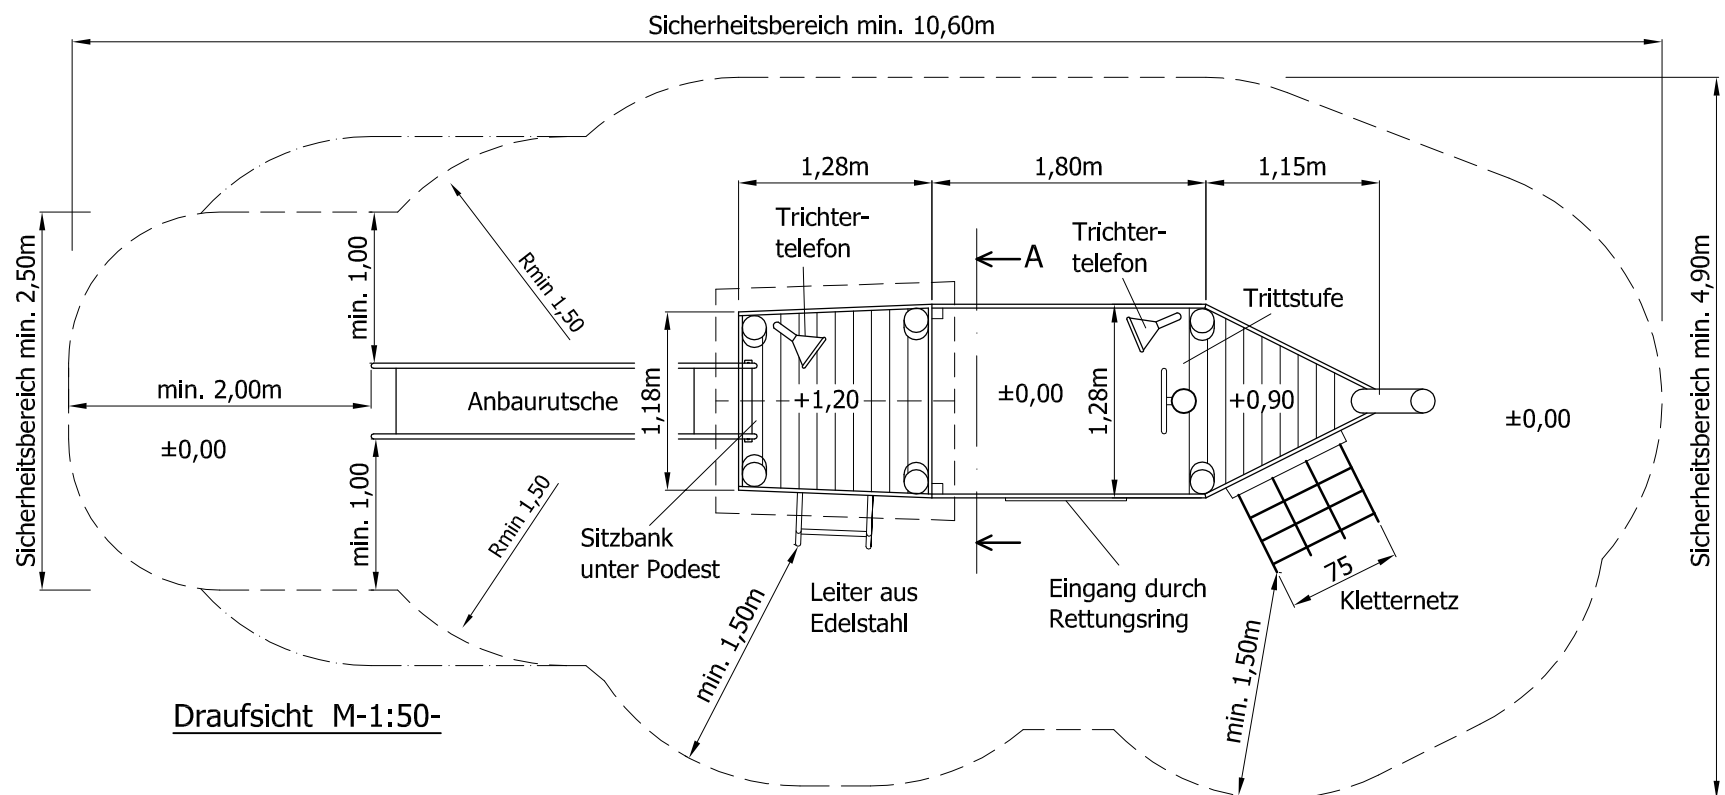 Sicherheitsbereich min. 10,60m
1,28m
1,80m
1,15m
Trichter-
telefon
A
Trichter-
telefon
Trittstufe
Sicherheitsbereich min. 2,50m
min. 1,00
Rmin 1,50
Sicherheitsbereich min. 4,90m
min. 2,00m
±0,00
Anbaurutsche
1,18m
+1,20
±0,00
1,28m
+0,90
±0,00
min. 1,00
Rmin 1,50
Sitzbank
unter Podest
Leiter aus
Edelstahl
min. 1,50m
Eingang durch
Rettungsring
75
Kletternetz
min. 1,50m
Draufsicht M-1:50-